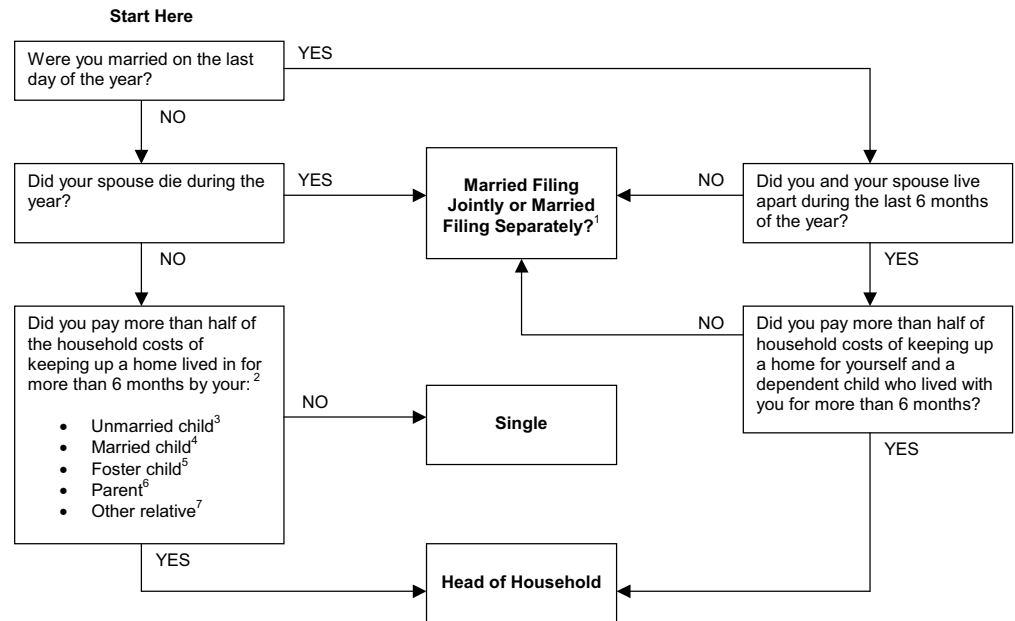 Start Here
Were you married on the last
day of the year?
YES
NO
Did your spouse die during the
year?
YES
Married Filing
Jointly or Married
Filing Separately?1
NO
Did you and your spouse live
apart during the last 6 months
of the year?
NO
YES
Did you pay more than half of
the household costs of
keeping up a home lived in for
more than 6 months by your: 2
• Unmarried child3
• Married child4
• Foster child5
• Parent6
• Other relative7
NO
Single
NO
Did you pay more than half of
household costs of keeping up
a home for yourself and a
dependent child who lived with
you for more than 6 months?
YES
YES
Head of Household